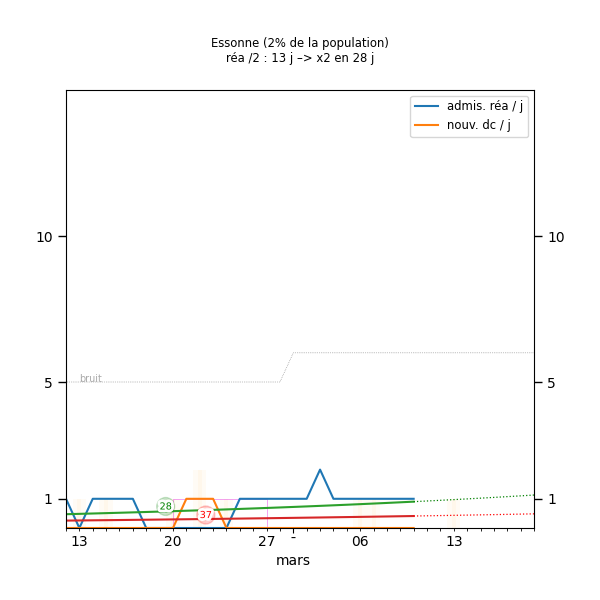 Essonne (2% de la population)
réa /2 : 13 j –> x2 en 28 j
admis. réa / j
nouv. dc / j
10
10
bruit
5
5
28
37
1
1
13
20
27
-
06
13
mars